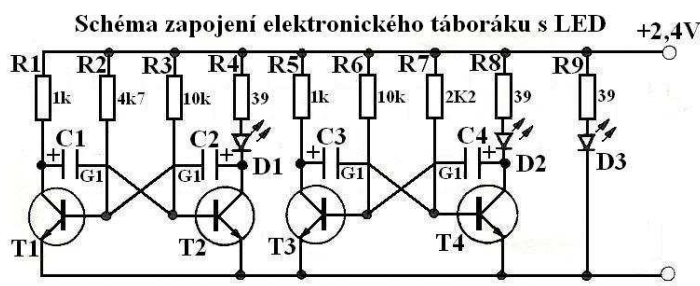 Schéma zapojení elektronického táboráku s LED
+2,4V
R1 R2 R3 R4 R5 R6 R7 R8 R9
1k 4k7 10k 39 1k 10k 2K2 39 39
C1 C2 C3 C4
+ + + +
G1 G1 G1 G1
D1 D2 D3
T1 T2 T3 T4